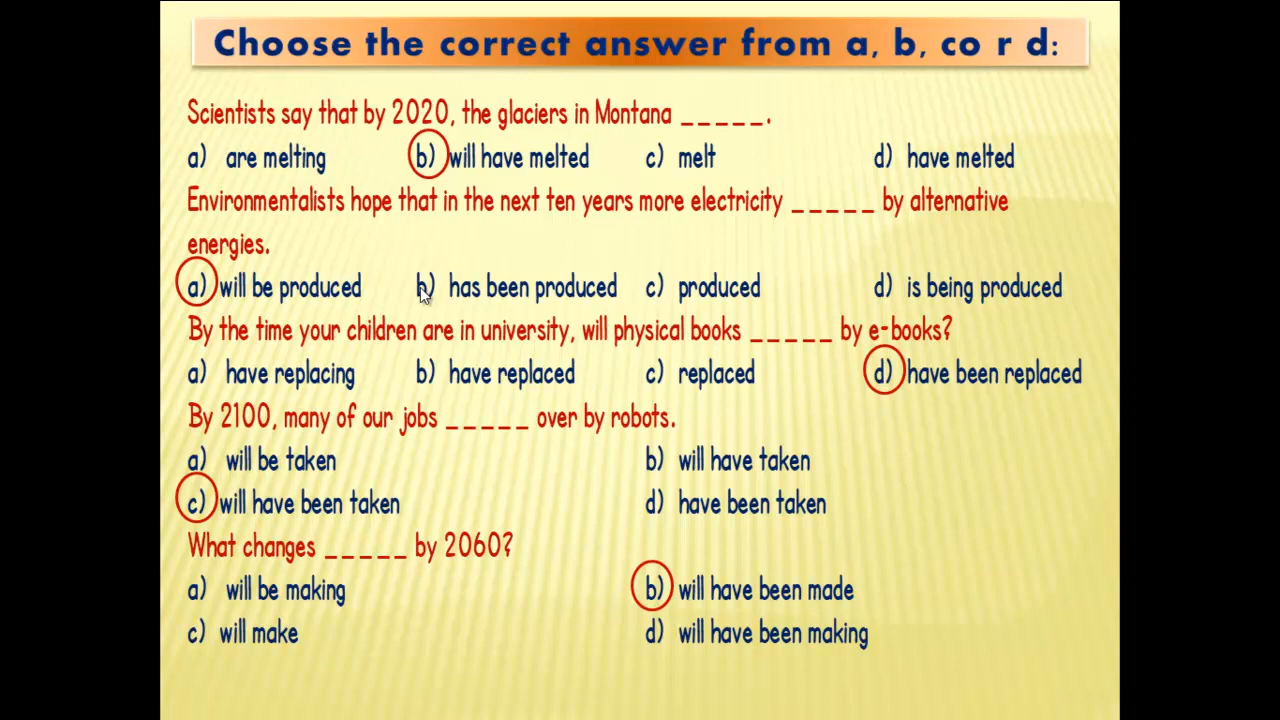 Choose the correct answer from a, b, co r d:
Scientists say that by 2020, the glaciers in Montana _ _ _ _ _.
a) are melting b) will have melted c) melt d) have melted
Environmentalists hope that in the next ten years more electricity _ _ _ _ _ by alternative
energies.
a) will be produced b) has been produced c) produced d) is being produced
By the time your children are in university, will physical books _ _ _ _ _ by e-books?
a) have replacing b) have replaced c) replaced d) have been replaced
By 2100, many of our jobs _ _ _ _ _ over by robots.
a) will be taken b) will have taken
c) will have been taken d) have been taken
What changes _ _ _ _ _ by 2060?
a) will be making b) will have been made
c) will make d) will have been making